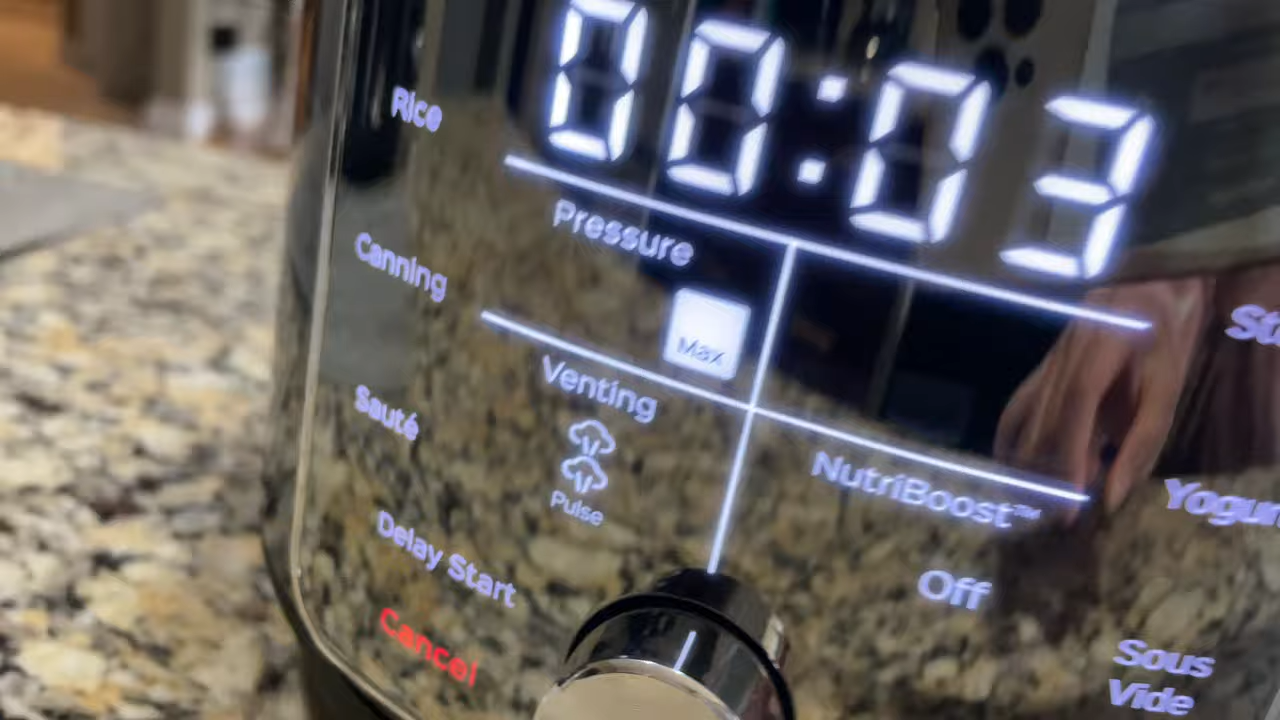 00:03
Rice
Pressure
Canning
Max
Venting
Sauté
NutriBoost™
Pulse
Delay Start
Off
Cancel
Sous
Vide